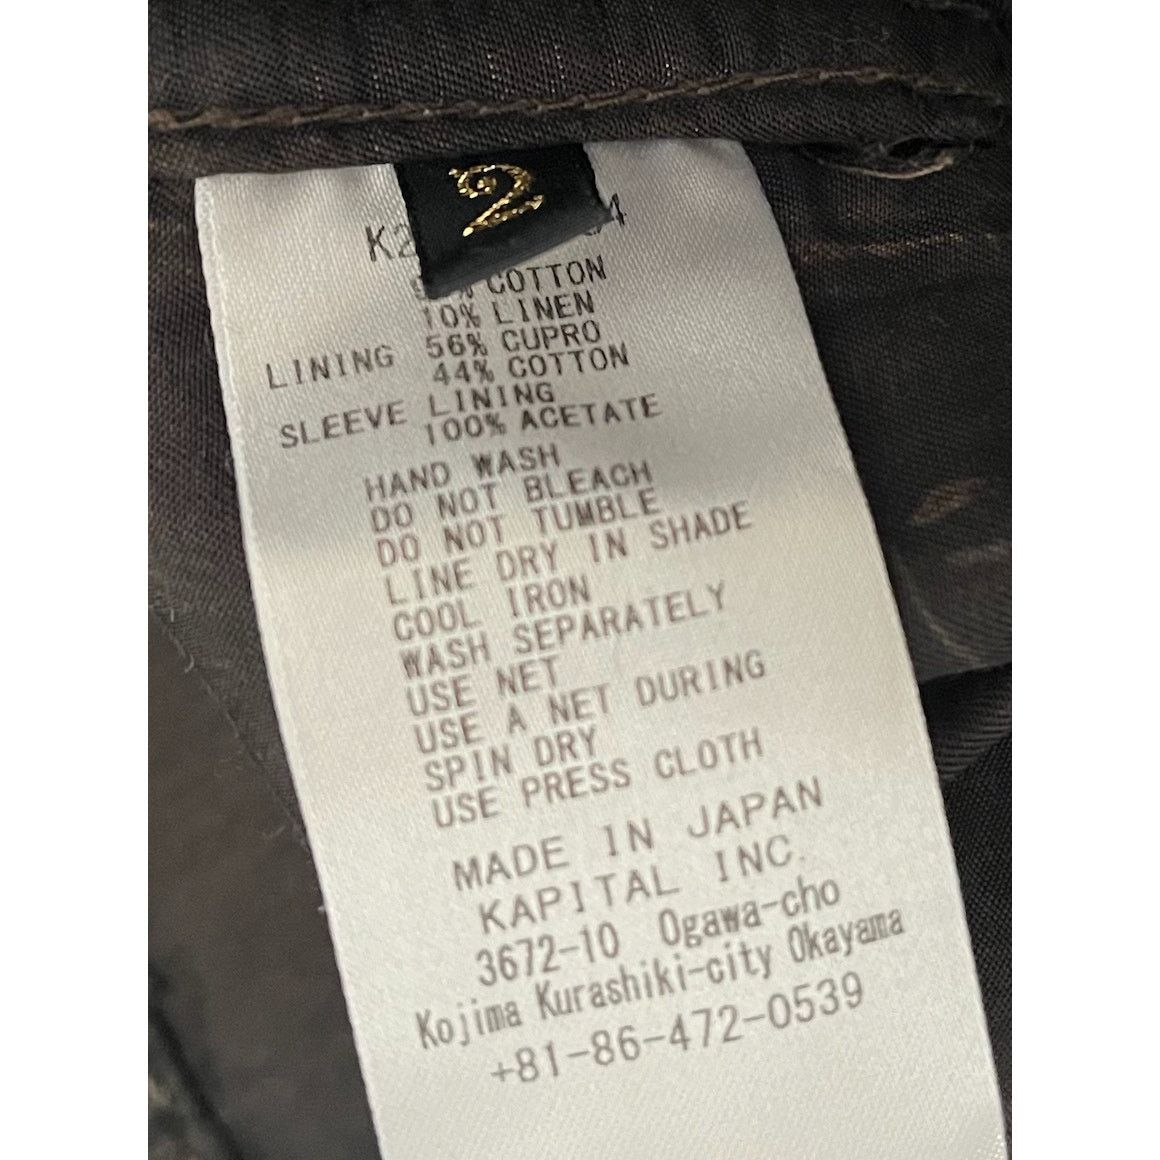 2
COTTON
10% LINEN
LINING 56% CUPRO
44% COTTON
SLEEVE LINING
100% ACETATE
HAND WASH
DO NOT BLEACH
DO NOT TUMBLE
LINE DRY IN SHADE
COOL IRON
WASH SEPARATELY
USE NET
USE A NET DURING
SPIN DRY
USE PRESS CLOTH
MADE IN JAPAN
KAPITAL INC.
3672-10 Ogawa-cho
Kojima Kurashiki-city Okayama
+81-86-472-0539